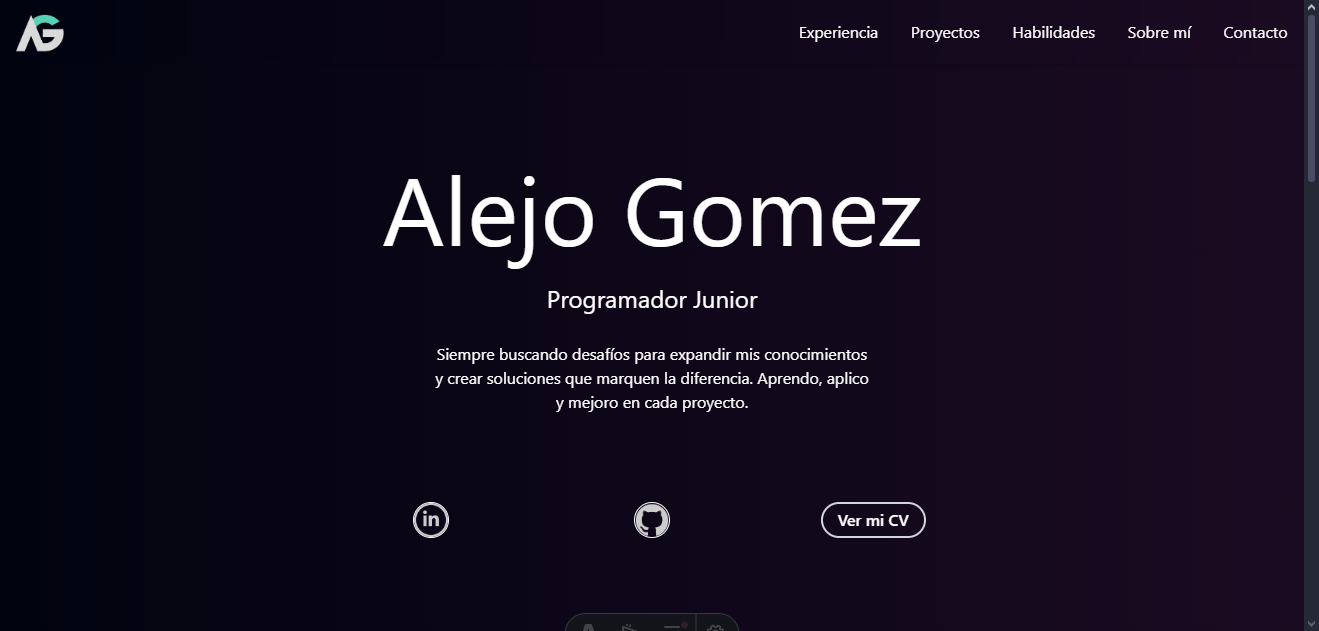 AG
Experiencia
Proyectos
Habilidades
Sobre mí
Contacto
Alejo Gomez
Programador Junior
Siempre buscando desafíos para expandir mis conocimientos
y crear soluciones que marquen la diferencia. Aprendo, aplico
y mejoro en cada proyecto.
in
Ver mi CV